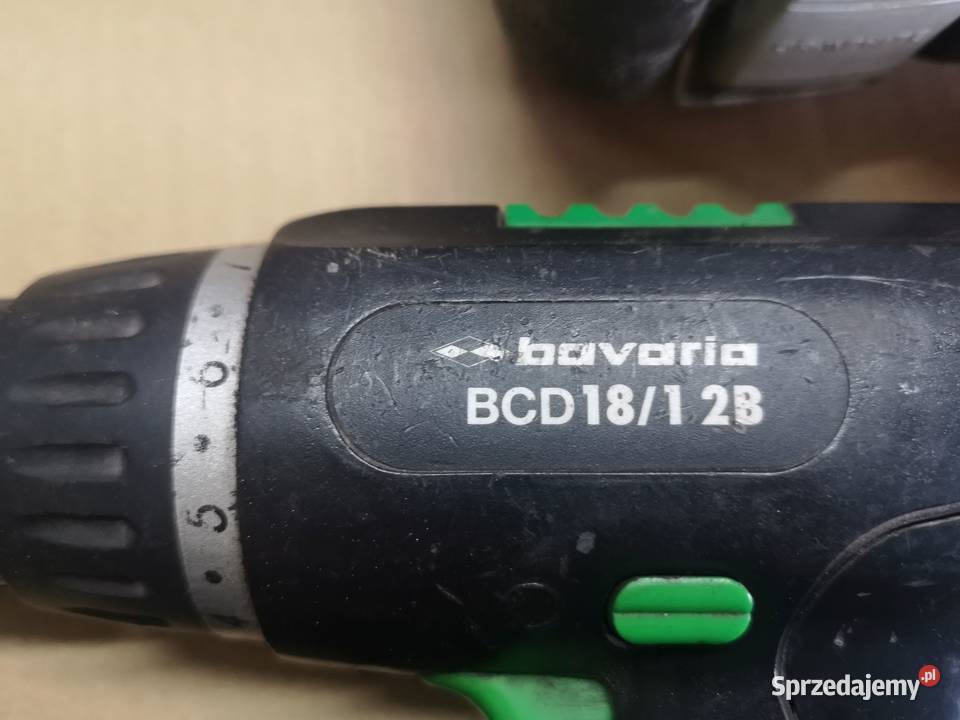 bavaria
BCD18/1 2B
6
5
Sprzedajemy.pl